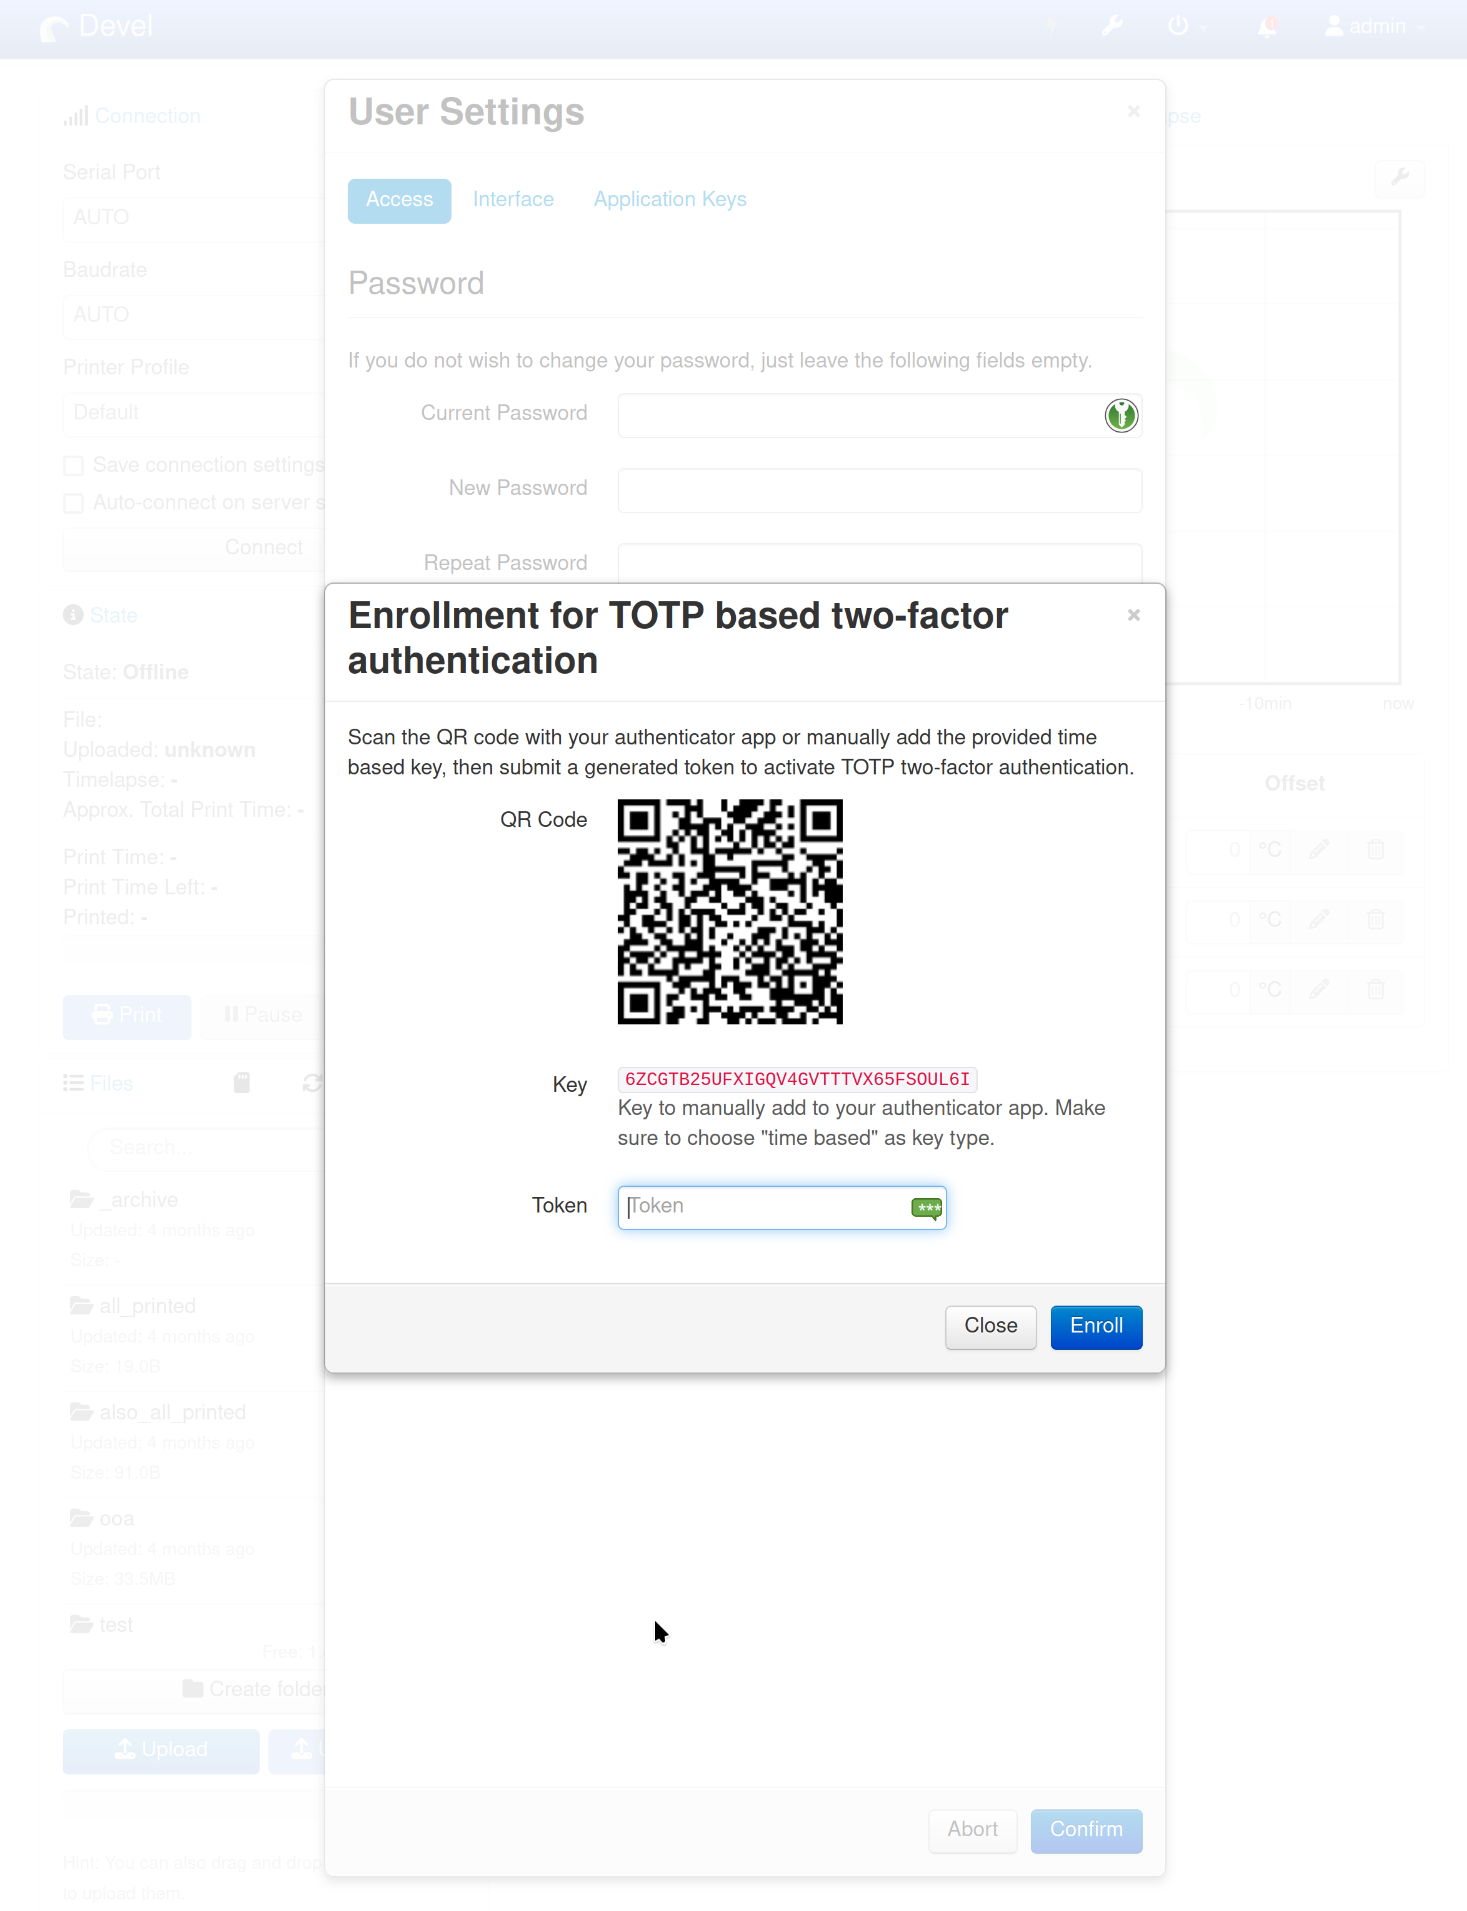 Devel
admin
Connection
Serial Port
AUTO
Baudrate
AUTO
Printer Profile
Default
Save connection settings
Auto-connect on server s
Connect
State
State: Offline
File:
Uploaded: unknown
Timelapse: -
Approx. Total Print Time: -
Print Time: -
Print Time Left: -
Printed: -
Print
Pause
Files
Search...
_archive
Updated: 4 months ago
Size: -
all_printed
Updated: 4 months ago
Size: 19.0B
also_all_printed
Updated: 4 months ago
Size: 91.0B
ooa
Updated: 4 months ago
Size: 33.5MB
test
Free: 1.
Create folder
Upload
Hint: You can also drag and drop
to upload them.
User Settings
×
Access
Interface
Application Keys
Password
If you do not wish to change your password, just leave the following fields empty.
Current Password
New Password
Repeat Password
Enrollment for TOTP based two-factor
authentication
×
Scan the QR code with your authenticator app or manually add the provided time
based key, then submit a generated token to activate TOTP two-factor authentication.
QR Code
Key
6ZCGTB25UFXIGQV4GVTTTVX65FSOUL6I
Key to manually add to your authenticator app. Make
sure to choose "time based" as key type.
Token
Token
***
Close
Enroll
Abort
Confirm
pse
-10min
now
Offset
0 °C
0 °C
0 °C